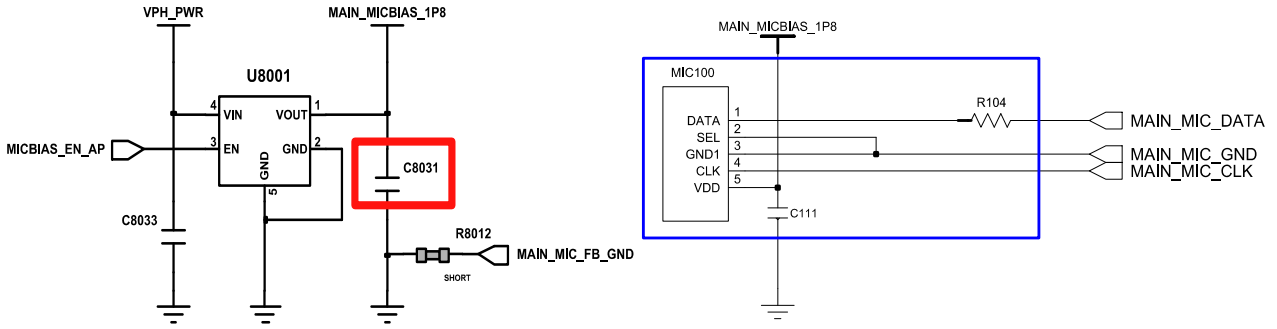 VPH_PWR
MAIN_MICBIAS_1P8
U8001
4
VIN
VOUT
1
MICBIAS_EN_AP
3
EN
GND
2
GND
5
C8031
C8033
R8012
MAIN_MIC_FB_GND
SHORT
MAIN_MICBIAS_1P8
MIC100
R104
DATA
1
MAIN_MIC_DATA
SEL
2
GND1
3
MAIN_MIC_GND
CLK
4
MAIN_MIC_CLK
VDD
5
C111